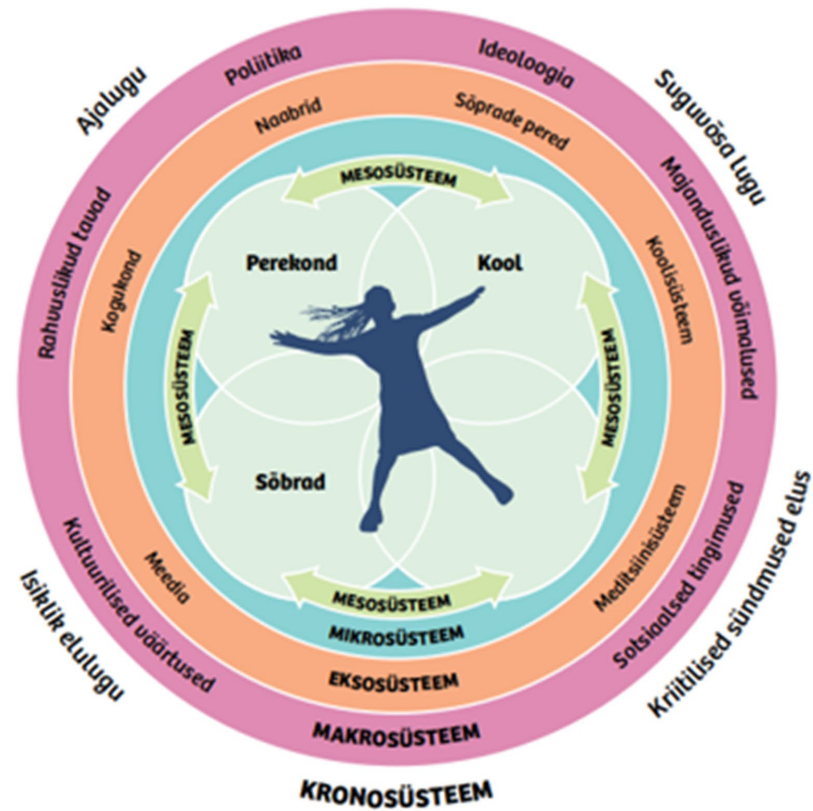 Ajalugu
Poliitika
Ideoloogia
Suguvõsa lugu
Naabrid
Sõprade pered
Rahvuslikud tavad
Majanduslikud võimalused
Kogukond
Koolisüsteem
MESOSÜSTEEM
Perekond
Kool
MESOSÜSTEEM
MESOSÜSTEEM
Sõbrad
Meedia
Meditsiinisüsteem
Kultuurilised väärtused
Sotsiaalsed tingimused
Isiklik elulugu
Kriitilised sündmused elus
MESOSÜSTEEM
MIKROSÜSTEEM
EKSOSÜSTEEM
MAKROSÜSTEEM
KRONOSÜSTEEM